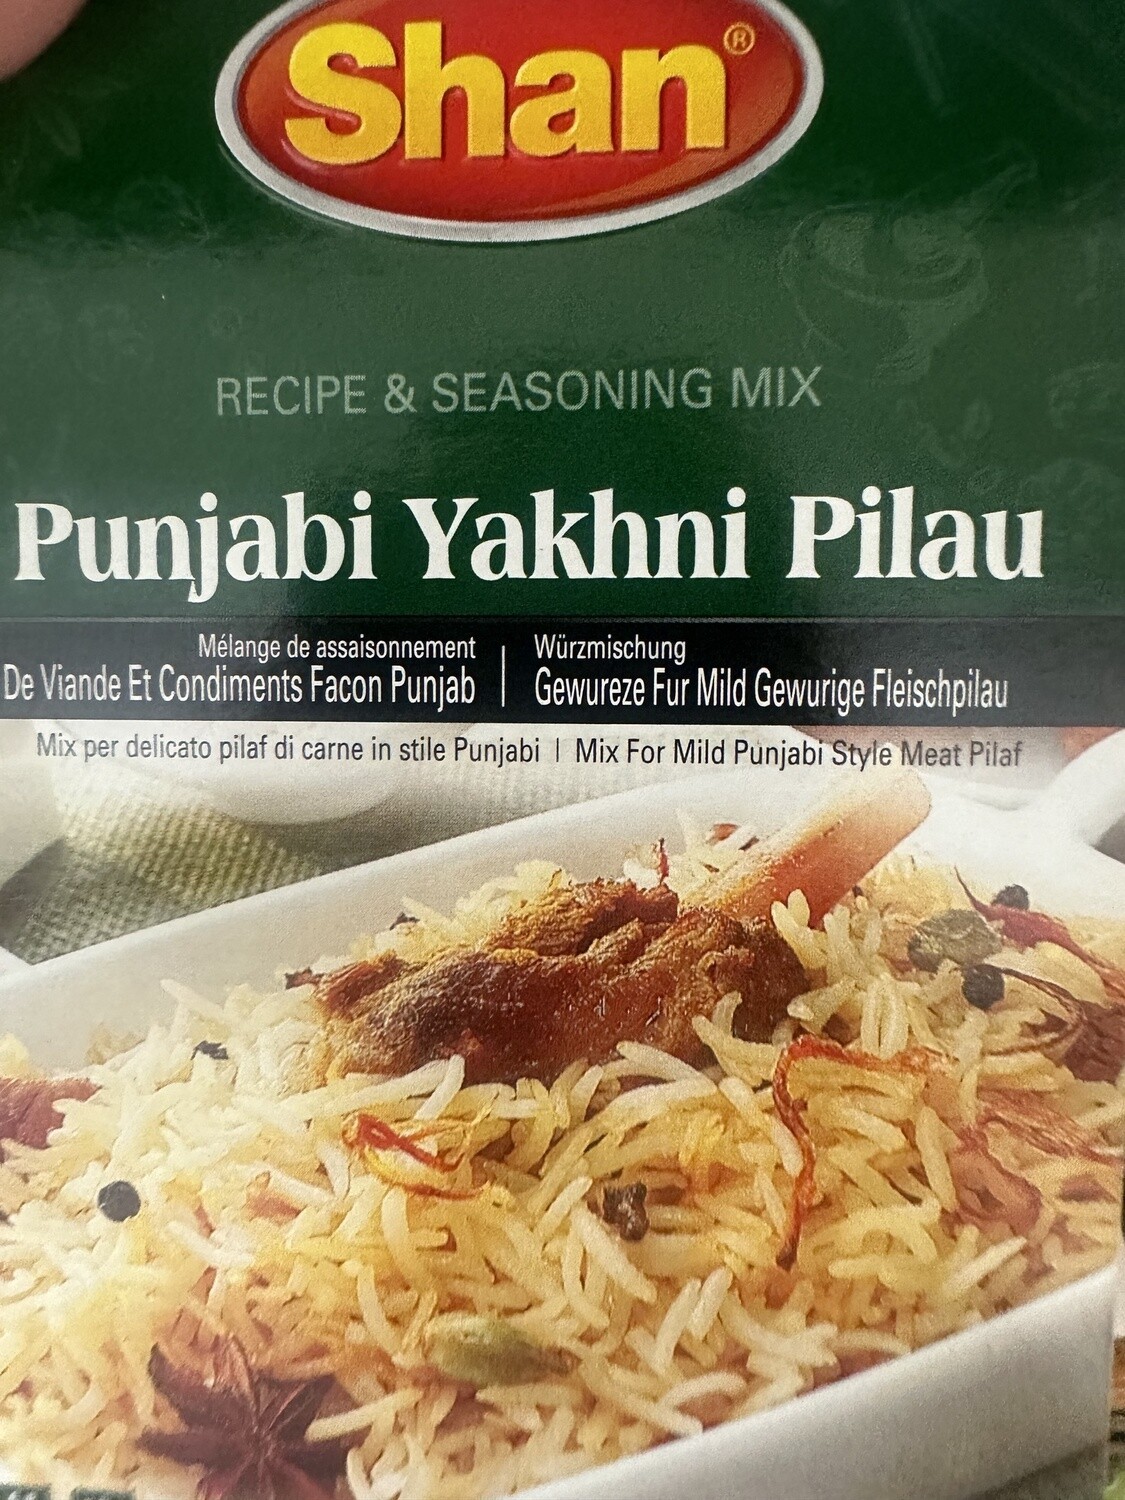 Shan®
RECIPE & SEASONING MIX
Punjabi Yakhni Pilau
Mélange de assaisonnement
De Viande Et Condiments Facon Punjab
Würzmischung
Gewureze Fur Mild Gewurige Fleischpilau
Mix per delicato pilaf di carne in stile Punjabi | Mix For Mild Punjabi Style Meat Pilaf